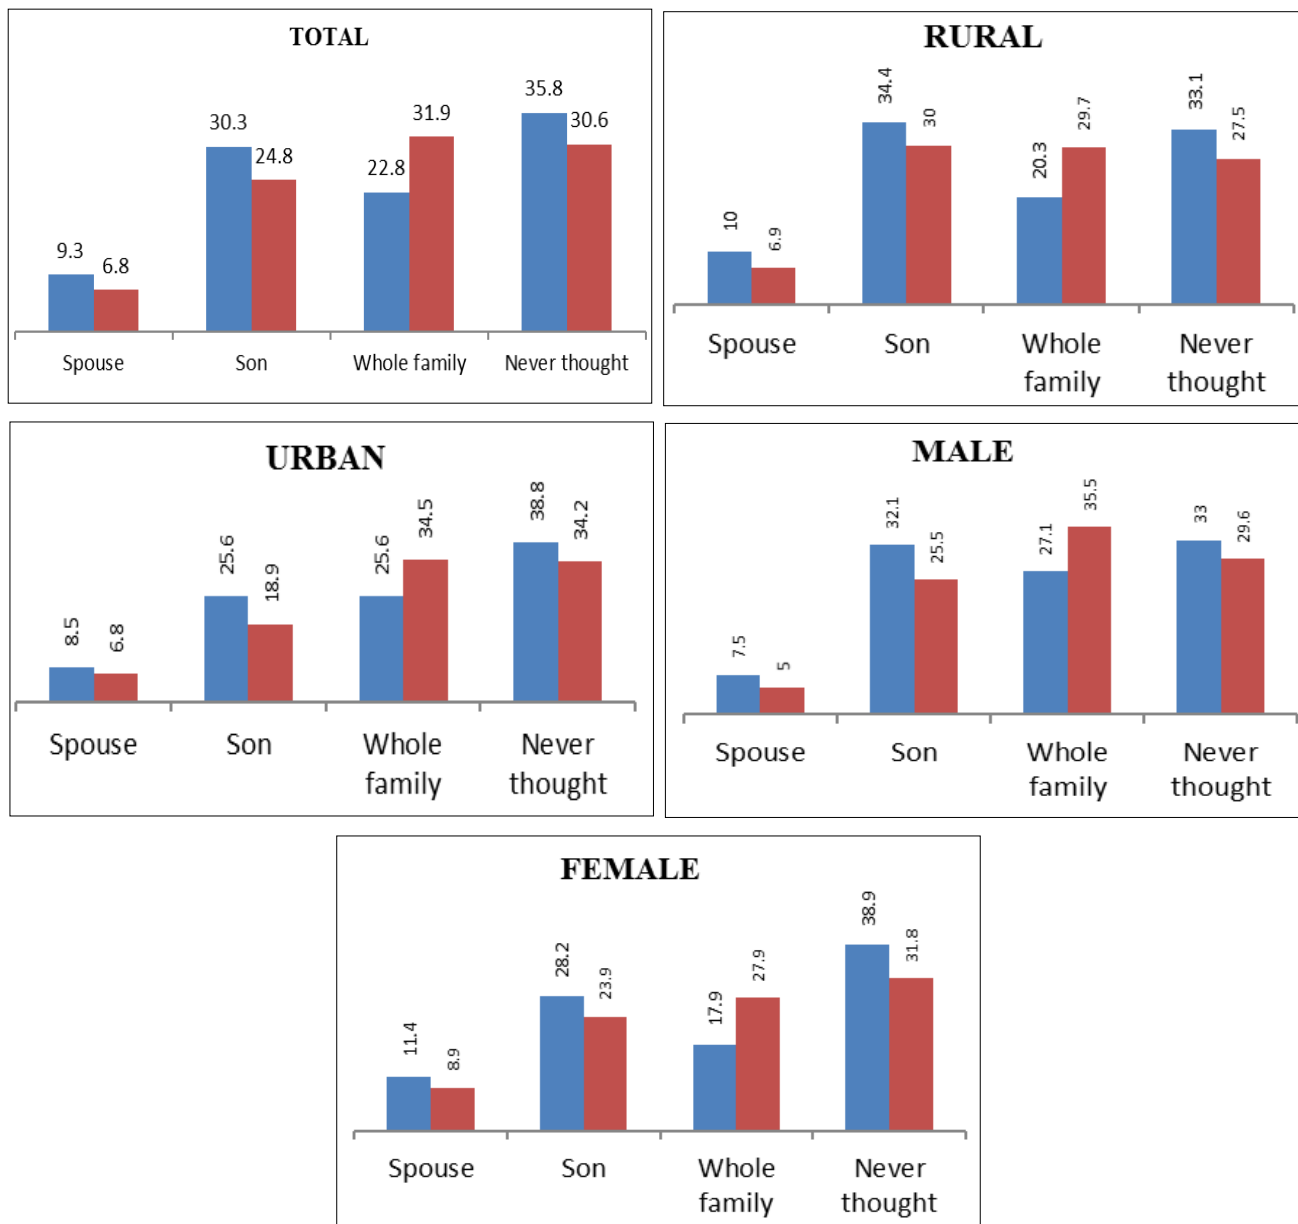 TOTAL
9.3
6.8
30.3
24.8
22.8
31.9
35.8
30.6
Spouse
Son
Whole family
Never thought
RURAL
10
6.9
34.4
30
20.3
29.7
33.1
27.5
Spouse
Son
Whole
family
Never
thought
URBAN
8.5
6.8
25.6
18.9
25.6
34.5
38.8
34.2
Spouse
Son
Whole
family
Never
thought
MALE
7.5
5
32.1
25.5
27.1
35.5
33
29.6
Spouse
Son
Whole
family
Never
thought
FEMALE
11.4
8.9
28.2
23.9
17.9
27.9
38.9
31.8
Spouse
Son
Whole
family
Never
thought